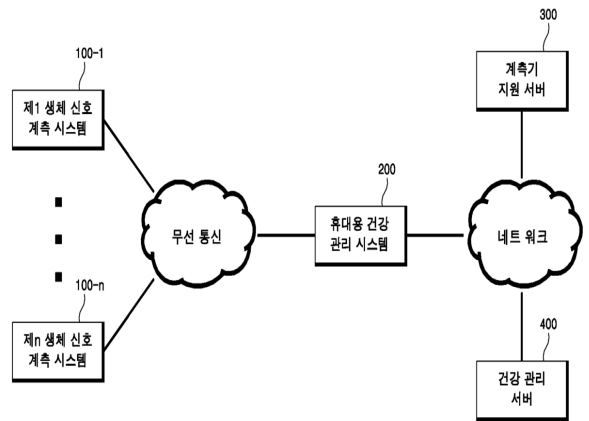 300
계측기
지원 서버
100-1
제1 생체 신호
계측 시스템
200
무선 통신
휴대용 건강
관리 시스템
네트 워크
100-n
제n 생체 신호
계측 시스템
400
건강 관리
서버